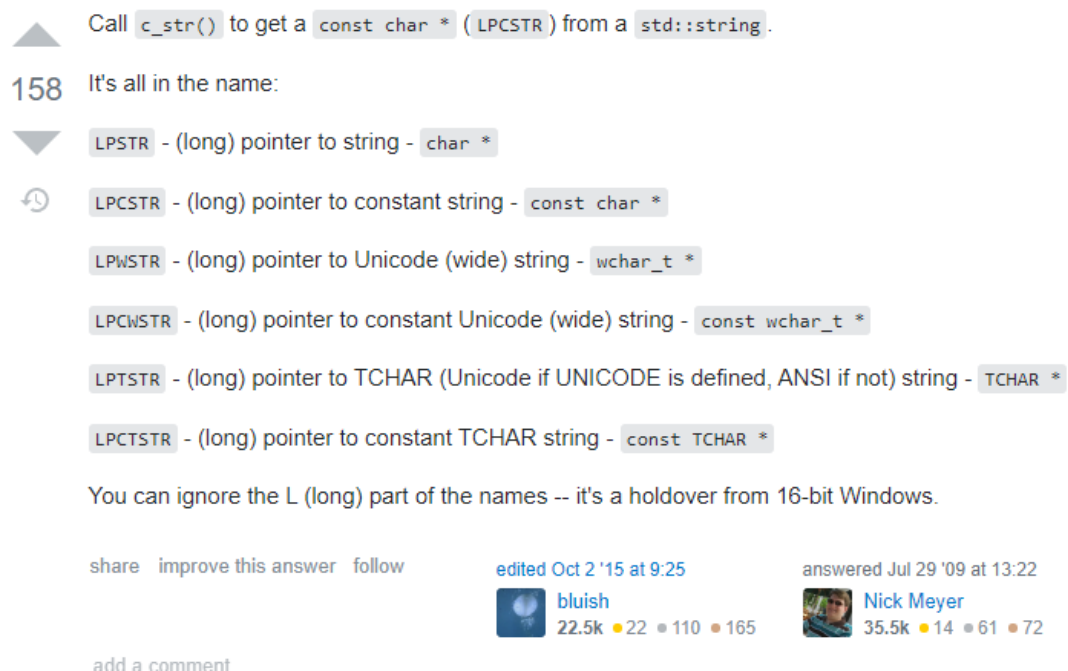 Call c_str() to get a const char * ( LPCSTR ) from a std::string .
158
It's all in the name:
LPSTR - (long) pointer to string - char *
LPCSTR - (long) pointer to constant string - const char *
LPWSTR - (long) pointer to Unicode (wide) string - wchar_t *
LPCWSTR - (long) pointer to constant Unicode (wide) string - const wchar_t *
LPTSTR - (long) pointer to TCHAR (Unicode if UNICODE is defined, ANSI if not) string - TCHAR *
LPCTSTR - (long) pointer to constant TCHAR string - const TCHAR *
You can ignore the L (long) part of the names -- it's a holdover from 16-bit Windows.
share improve this answer follow
edited Oct 2 '15 at 9:25
bluish
22.5k 22 110 165
answered Jul 29 '09 at 13:22
Nick Meyer
35.5k 14 61 72
add a comment